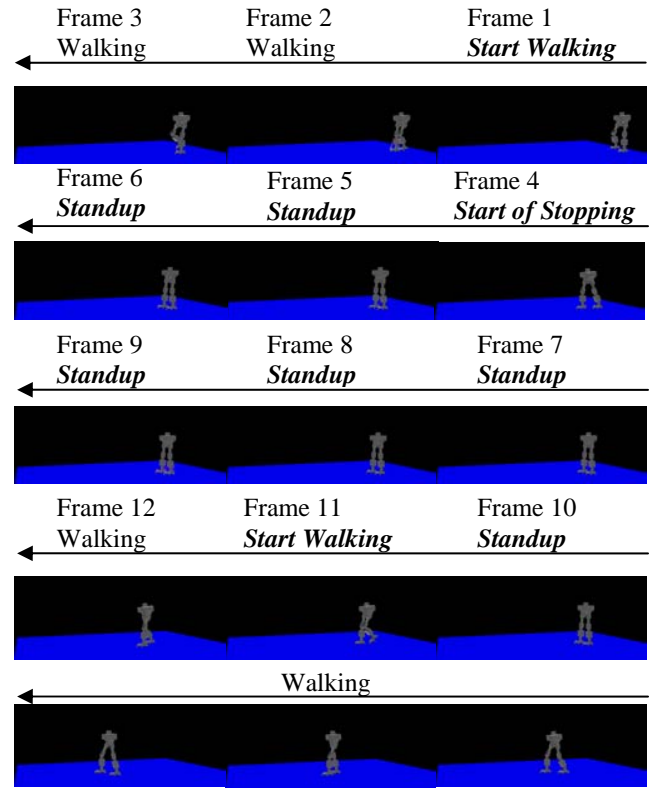 Frame 3 Frame 2 Frame 1
Walking Walking Start Walking
Frame 6 Frame 5 Frame 4
Standup Standup Start of Stopping
Frame 9 Frame 8 Frame 7
Standup Standup Standup
Frame 12 Frame 11 Frame 10
Walking Start Walking Standup
Walking